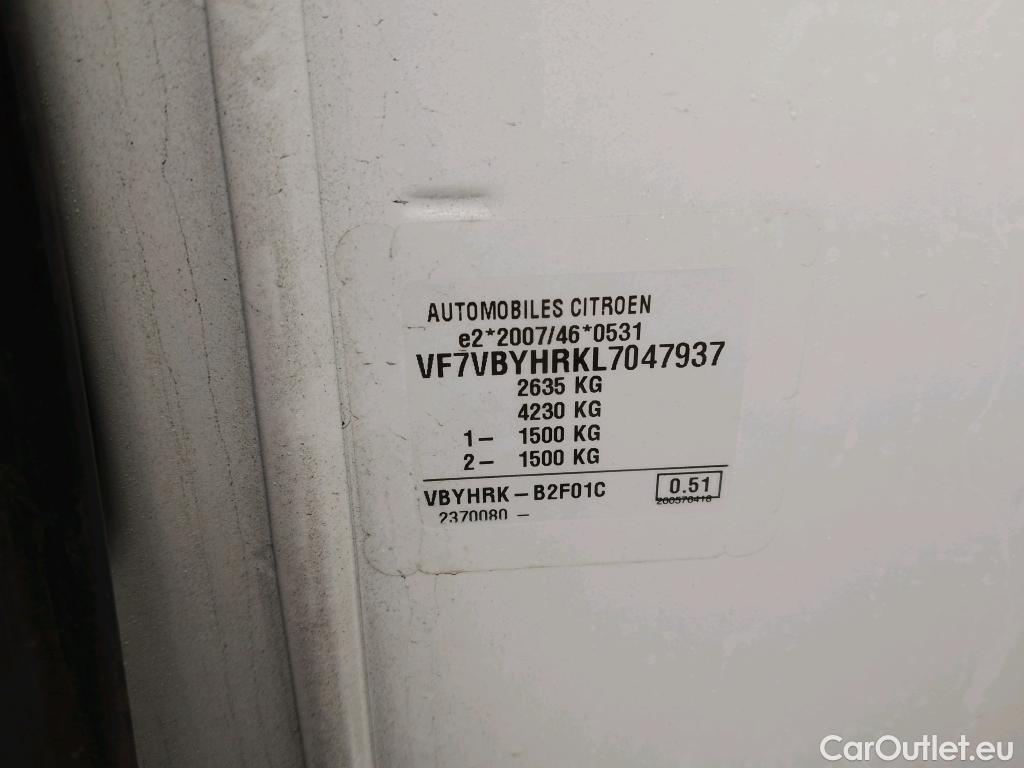 AUTOMOBILES CITROEN
e2*2007/46*0531
VF7VBYHRKL7047937
2635 KG
4230 KG
1- 1500 KG
2- 1500 KG
VBYHRK-B2F01C 0.51
200570418
2370080 -
CarOutlet.eu